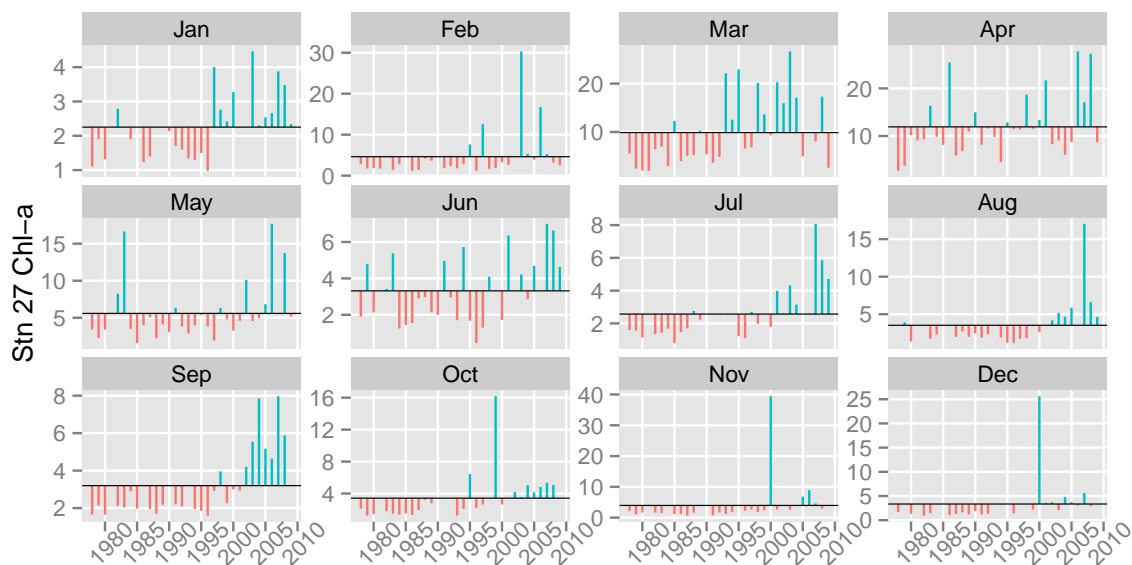 Stn 27 Chl−a
Jan Feb Mar Apr
4 3 2 1
30 20 10 0
20 10
20 10
May Jun Jul Aug
15 10 5
6 4 2
8 6 4 2
15 10 5
Sep Oct Nov Dec
8 6 4 2
16 12 8 4
40 30 20 10 0
25 20 15 10 5 0
1980 1985 1990 1995 2000 2005 2010
1980 1985 1990 1995 2000 2005 2010
1980 1985 1990 1995 2000 2005 2010
1980 1985 1990 1995 2000 2005 2010